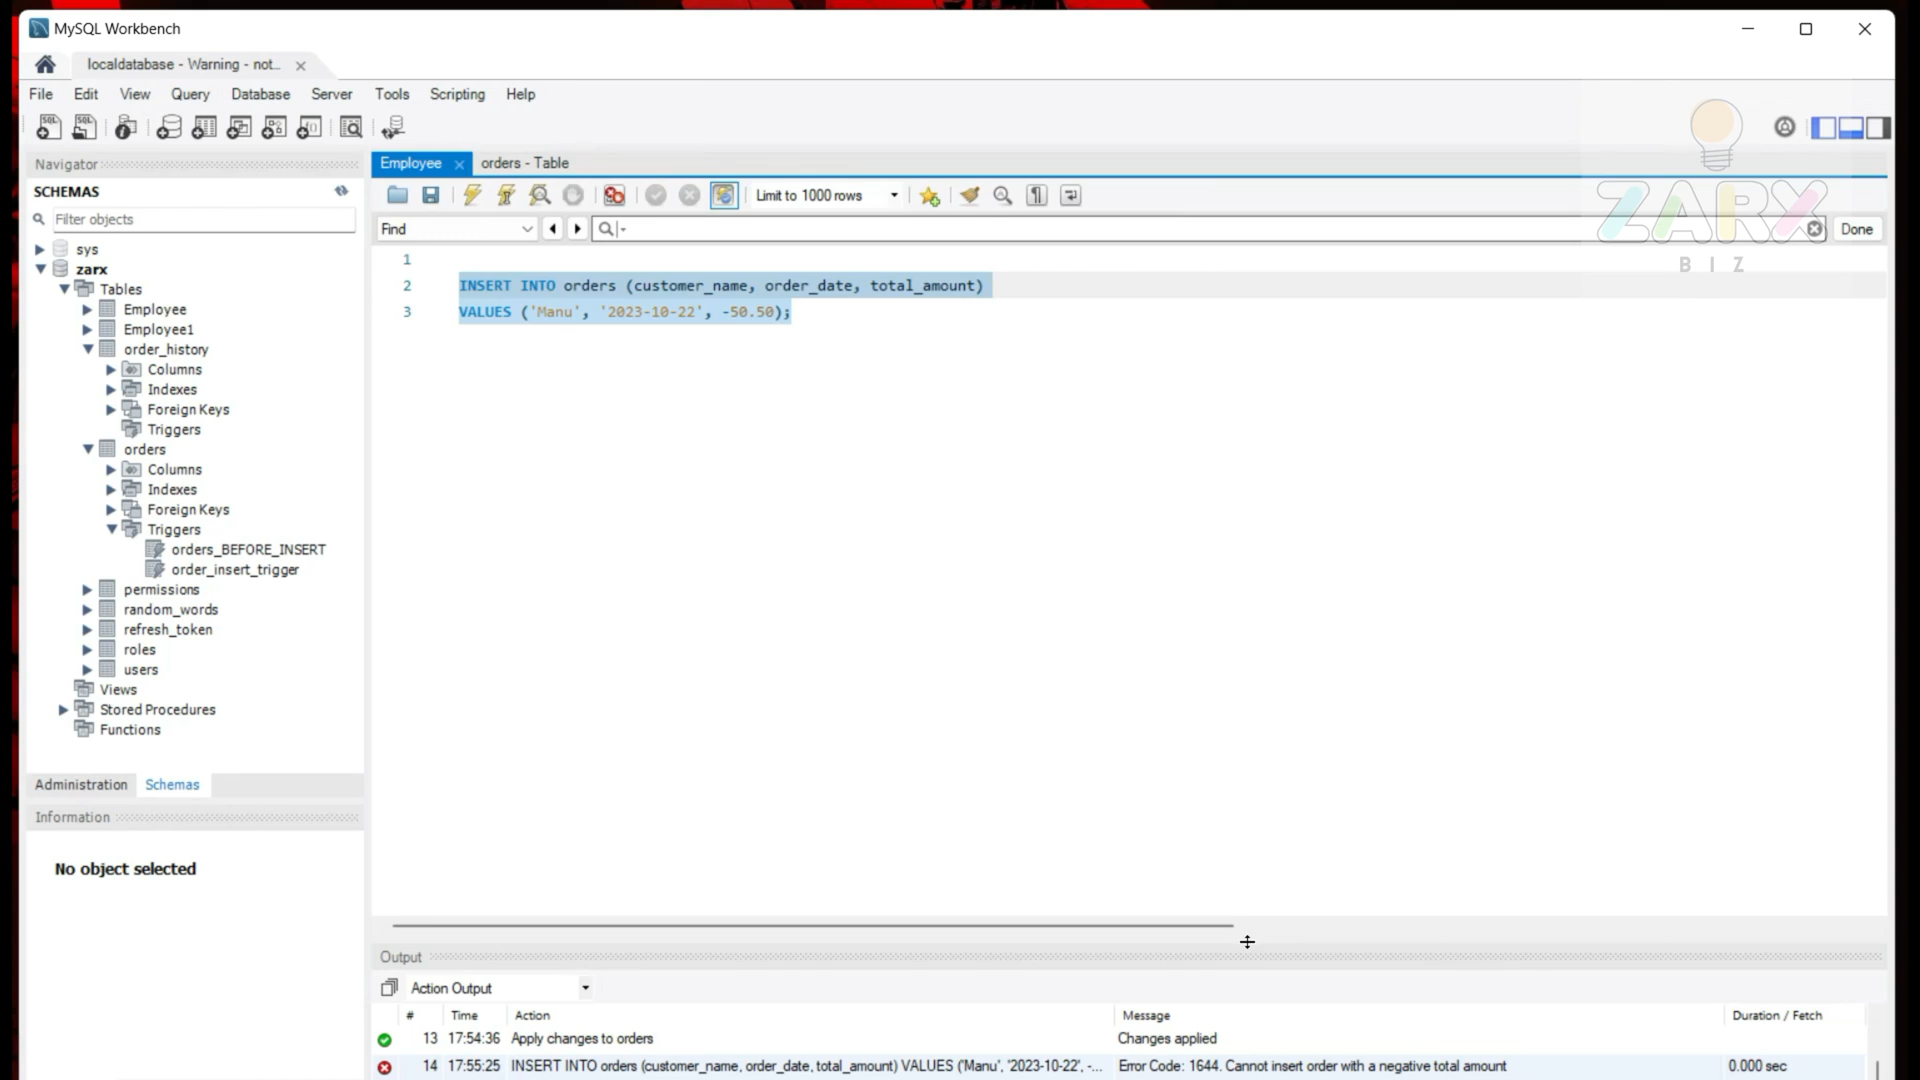 MySQL Workbench
localdatabase - Warning - not...
File Edit View Query Database Server Tools Scripting Help
Navigator
SCHEMAS
Filter objects
sys
zarx
Tables
Employee
Employee1
order_history
Columns
Indexes
Foreign Keys
Triggers
orders
Columns
Indexes
Foreign Keys
Triggers
orders_BEFORE_INSERT
order_insert_trigger
permissions
random_words
refresh_token
roles
users
Views
Stored Procedures
Functions
Administration Schemas
Information
No object selected
Employee orders - Table
Limit to 1000 rows
Find Done
1
2 INSERT INTO orders (customer_name, order_date, total_amount)
3 VALUES ('Manu', '2023-10-22', -50.50);
ZARX
BIZ
Output
Action Output
# Time Action Message Duration / Fetch
13 17:54:36 Apply changes to orders Changes applied
14 17:55:25 INSERT INTO orders (customer_name, order_date, total_amount) VALUES ('Manu', '2023-10-22', -... Error Code: 1644. Cannot insert order with a negative total amount 0.000 sec